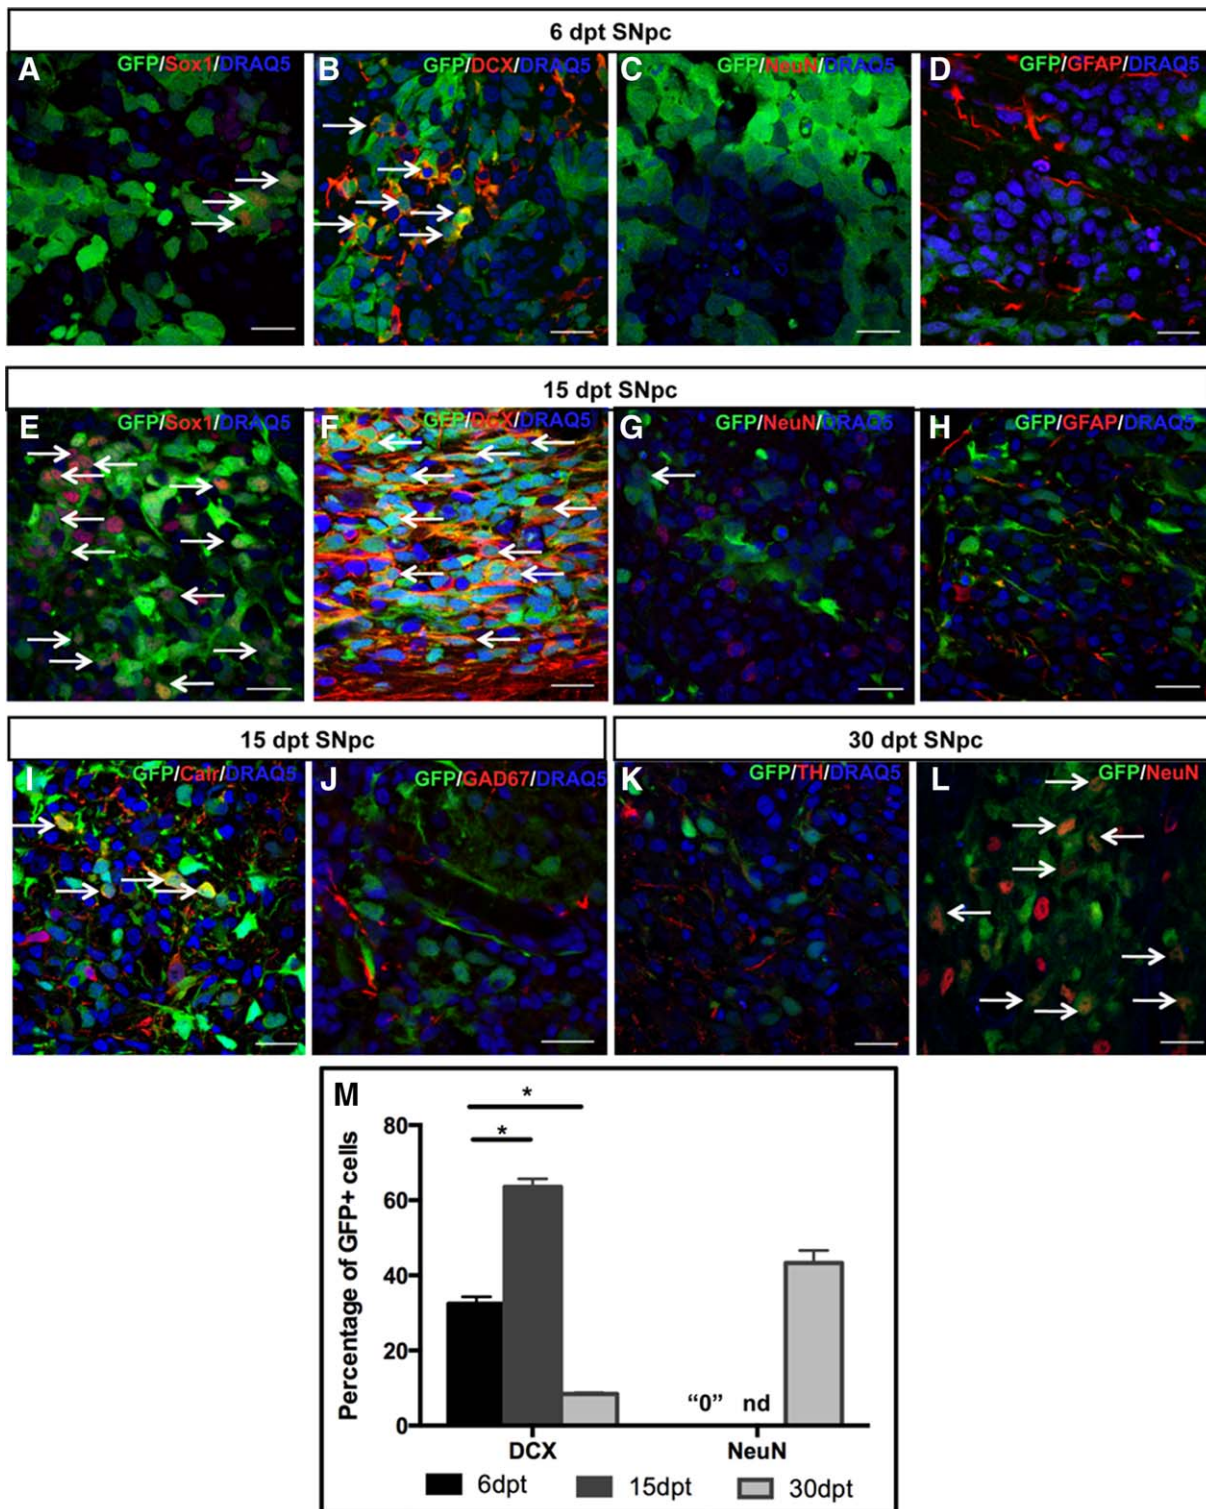 6 dpt SNpc
A GFP/Sox1/DRAQ5 B GFP/DCX/DRAQ5 C GFP/NeuN/DRAQ5 D GFP/GFAP/DRAQ5
15 dpt SNpc
E GFP/Sox1/DRAQ5 F GFP/DCX/DRAQ5 G GFP/NeuN/DRAQ5 H GFP/GFAP/DRAQ5
15 dpt SNpc 30 dpt SNpc
I GFP/Calr/DRAQ5 J GFP/GAD67/DRAQ5 K GFP/TH/DRAQ5 L GFP/NeuN
M
*
*
Percentage of GFP+ cells
80
60
40
20
0
"0" nd
DCX NeuN
6dpt 15dpt 30dpt